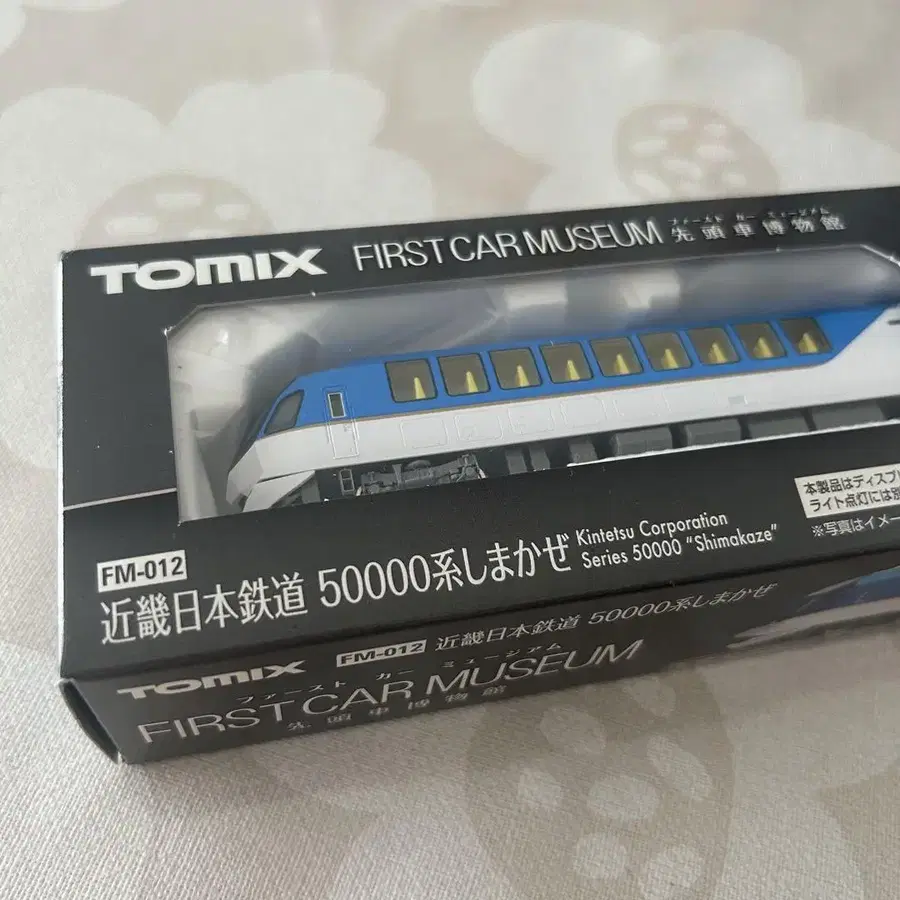 TOMIX FIRST CAR MUSEUM ファースト カー ミュージアム 先頭車博物館
本製品はディスプレ
ライト点灯には別
※写真はイメー
FM-012
近畿日本鉄道 50000系しまかぜ Kintetsu Corporation
Series 50000 "Shimakaze"
TOMIX FM-012 近畿日本鉄道 50000系しまかぜ
ファースト カー ミュージアム
FIRST CAR MUSEUM
先頭車博物館